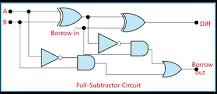 A
B
Diff
Borrow in
Borrow
out
Full-Subtractor Circuit